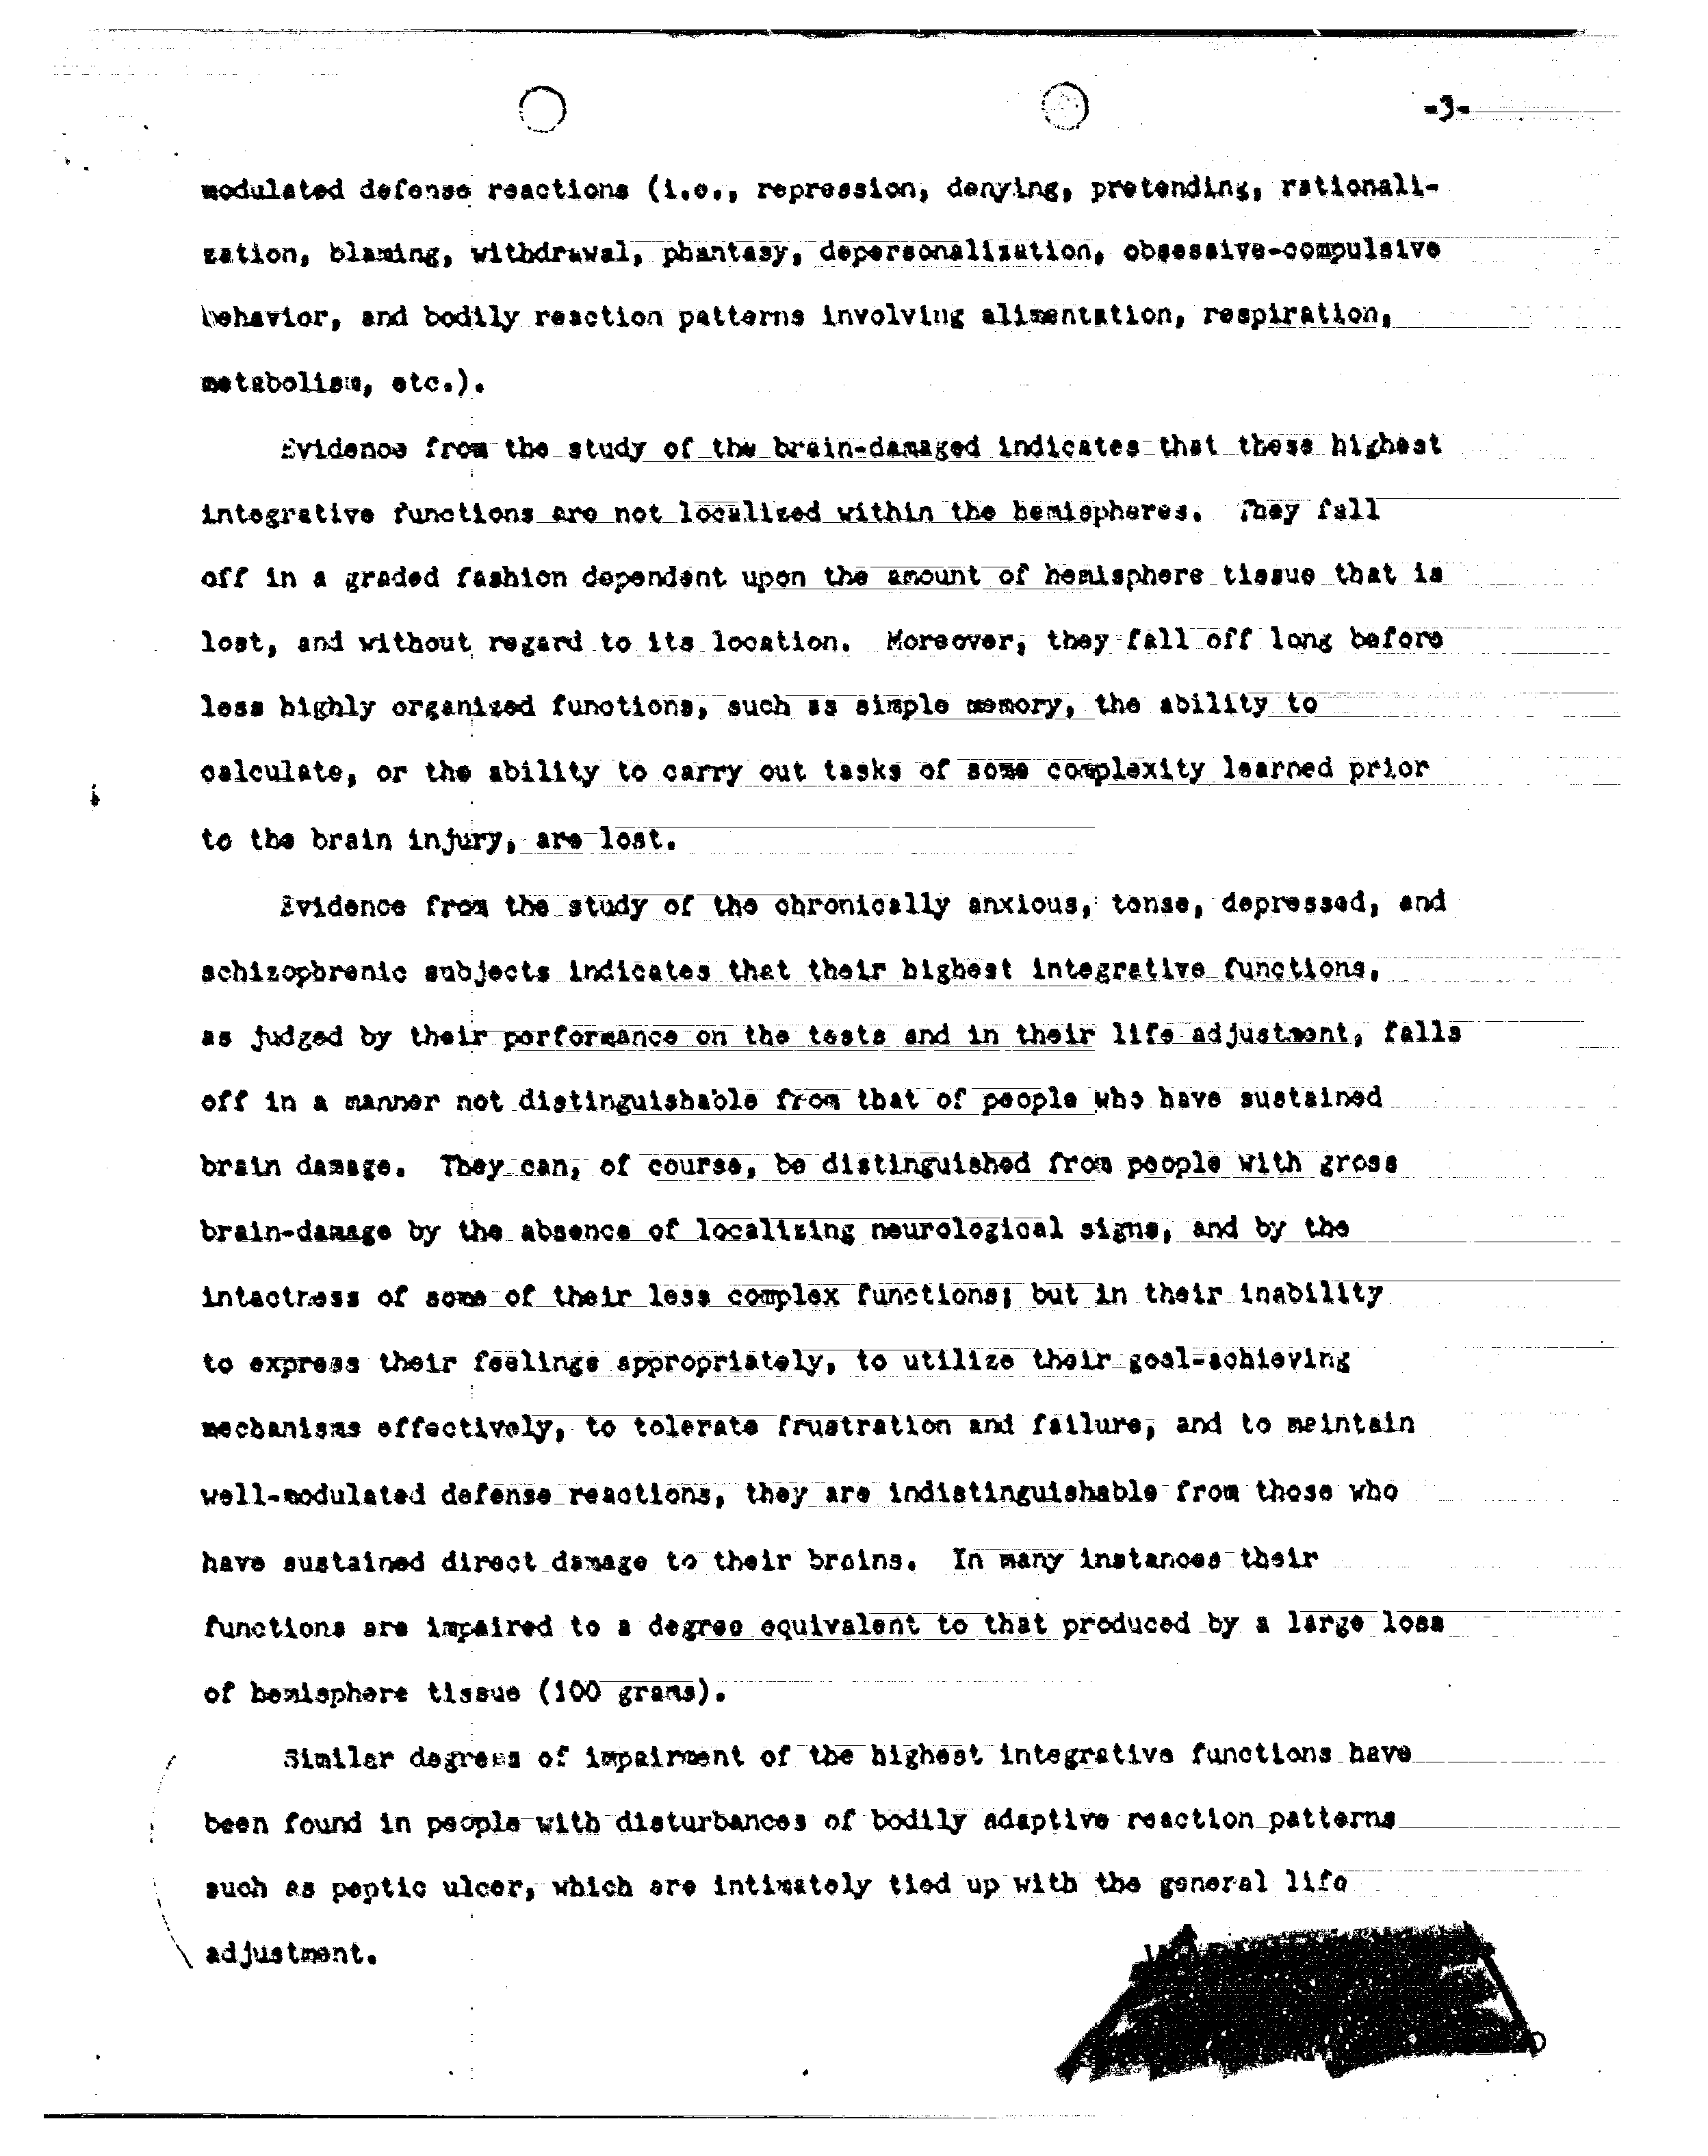 -3-
modulated defense reactions (i.e., repression, denying, pretending, rationali-
zation, blaming, withdrawal, phantasy, depersonalization, obsessive-compulsive
behavior, and bodily reaction patterns involving alimentation, respiration,
metabolism, etc.).
Evidence from the study of the brain-damaged indicates that these highest
integrative functions are not localized within the hemispheres. They fall
off in a graded fashion dependent upon the amount of hemisphere tissue that is
lost, and without regard to its location. Moreover, they fall off long before
less highly organized functions, such as simple memory, the ability to
calculate, or the ability to carry out tasks of some complexity learned prior
to the brain injury, are lost.
Evidence from the study of the chronically anxious, tense, depressed, and
schizophrenic subjects indicates that their highest integrative functions,
as judged by their performance on the tests and in their life adjustment, falls
off in a manner not distinguishable from that of people who have sustained
brain damage. They can, of course, be distinguished from people with gross
brain-damage by the absence of localizing neurological signs, and by the
intactness of some of their less complex functions; but in their inability
to express their feelings appropriately, to utilize their goal-achieving
mechanisms effectively, to tolerate frustration and failure, and to maintain
well-modulated defense reactions, they are indistinguishable from those who
have sustained direct damage to their brains. In many instances their
functions are impaired to a degree equivalent to that produced by a large loss
of hemisphere tissue (100 grams).
Similar degrees of impairment of the highest integrative functions have
been found in people with disturbances of bodily adaptive reaction patterns
such as peptic ulcer, which are intimately tied up with the general life
adjustment.